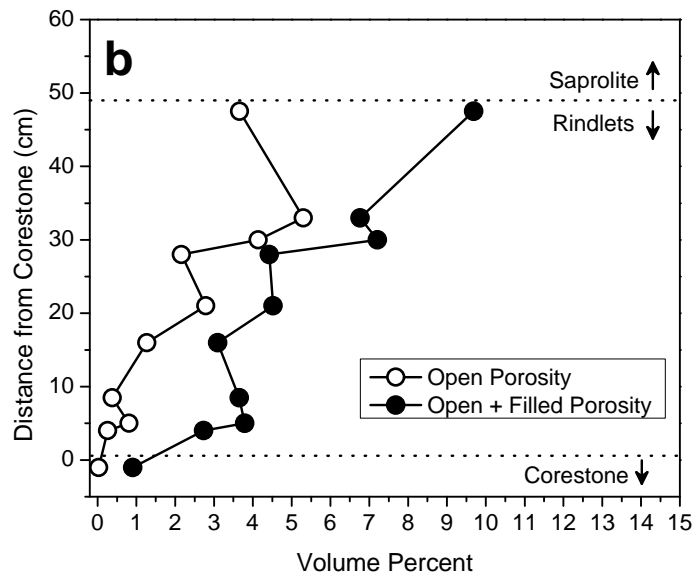 b
60
50
40
30
20
10
0
Distance from Corestone (cm)
Saprolite ↑
Rindlets ↓
Open Porosity
Open + Filled Porosity
Corestone ↓
0 1 2 3 4 5 6 7 8 9 10 11 12 13 14 15
Volume Percent